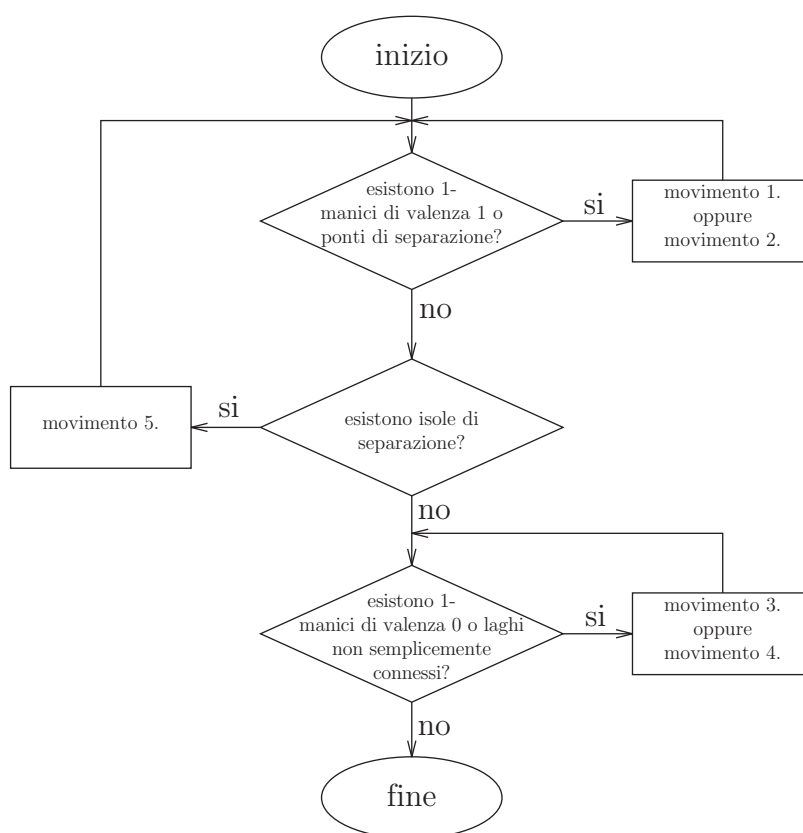 inizio
esistono 1-
manici di valenza 1 o
ponti di separazione?
si
movimento 1.
oppure
movimento 2.
no
movimento 5.
si
esistono isole di
separazione?
no
esistono 1-
manici di valenza 0 o laghi
non semplicemente
connessi?
si
movimento 3.
oppure
movimento 4.
no
fine